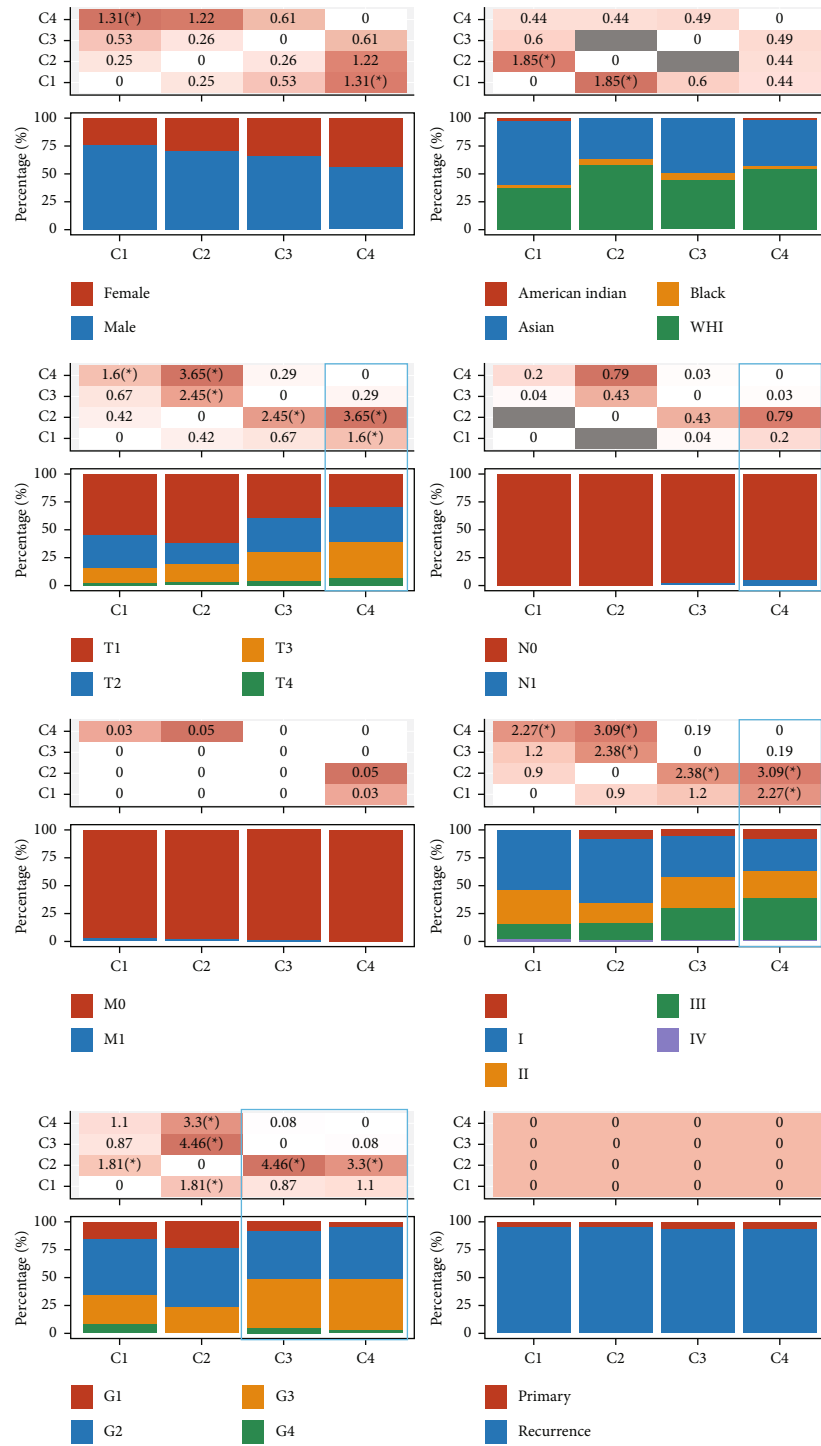 C4 1.31(*) 1.22 0.61 0
C3 0.53 0.26 0 0.61
C2 0.25 0 0.26 1.22
C1 0 0.25 0.53 1.31(*)
Percentage (%)
100
75
50
25
0
C1 C2 C3 C4
Female
Male
C4 0.44 0.44 0.49 0
C3 0.6 0 0.49
C2 1.85(*) 0 0.44
C1 0 1.85(*) 0.6 0.44
Percentage (%)
100
75
50
25
0
C1 C2 C3 C4
American indian Black
Asian WHI
C4 1.6(*) 3.65(*) 0.29 0
C3 0.67 2.45(*) 0 0.29
C2 0.42 0 2.45(*) 3.65(*)
C1 0 0.42 0.67 1.6(*)
Percentage (%)
100
75
50
25
0
C1 C2 C3 C4
T1 T3
T2 T4
C4 0.2 0.79 0.03 0
C3 0.04 0.43 0 0.03
C2 0 0.43 0.79
C1 0 0.04 0.2
Percentage (%)
100
75
50
25
0
C1 C2 C3 C4
N0
N1
C4 0.03 0.05 0 0
C3 0 0 0 0
C2 0 0 0 0.05
C1 0 0 0 0.03
Percentage (%)
100
75
50
25
0
C1 C2 C3 C4
M0
M1
C4 2.27(*) 3.09(*) 0.19 0
C3 1.2 2.38(*) 0 0.19
C2 0.9 0 2.38(*) 3.09(*)
C1 0 0.9 1.2 2.27(*)
Percentage (%)
100
75
50
25
0
C1 C2 C3 C4
III
I IV
II
C4 1.1 3.3(*) 0.08 0
C3 0.87 4.46(*) 0 0.08
C2 1.81(*) 0 4.46(*) 3.3(*)
C1 0 1.81(*) 0.87 1.1
Percentage (%)
100
75
50
25
0
C1 C2 C3 C4
G1 G3
G2 G4
C4 0 0 0 0
C3 0 0 0 0
C2 0 0 0 0
C1 0 0 0 0
Percentage (%)
100
75
50
25
0
C1 C2 C3 C4
Primary
Recurrence